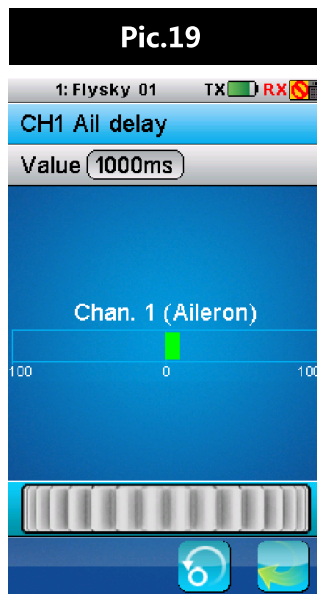 Pic.19
1: Flysky 01 TX RX
CH1 Ail delay
Value 1000ms
Chan. 1 (Aileron)
100 0 100